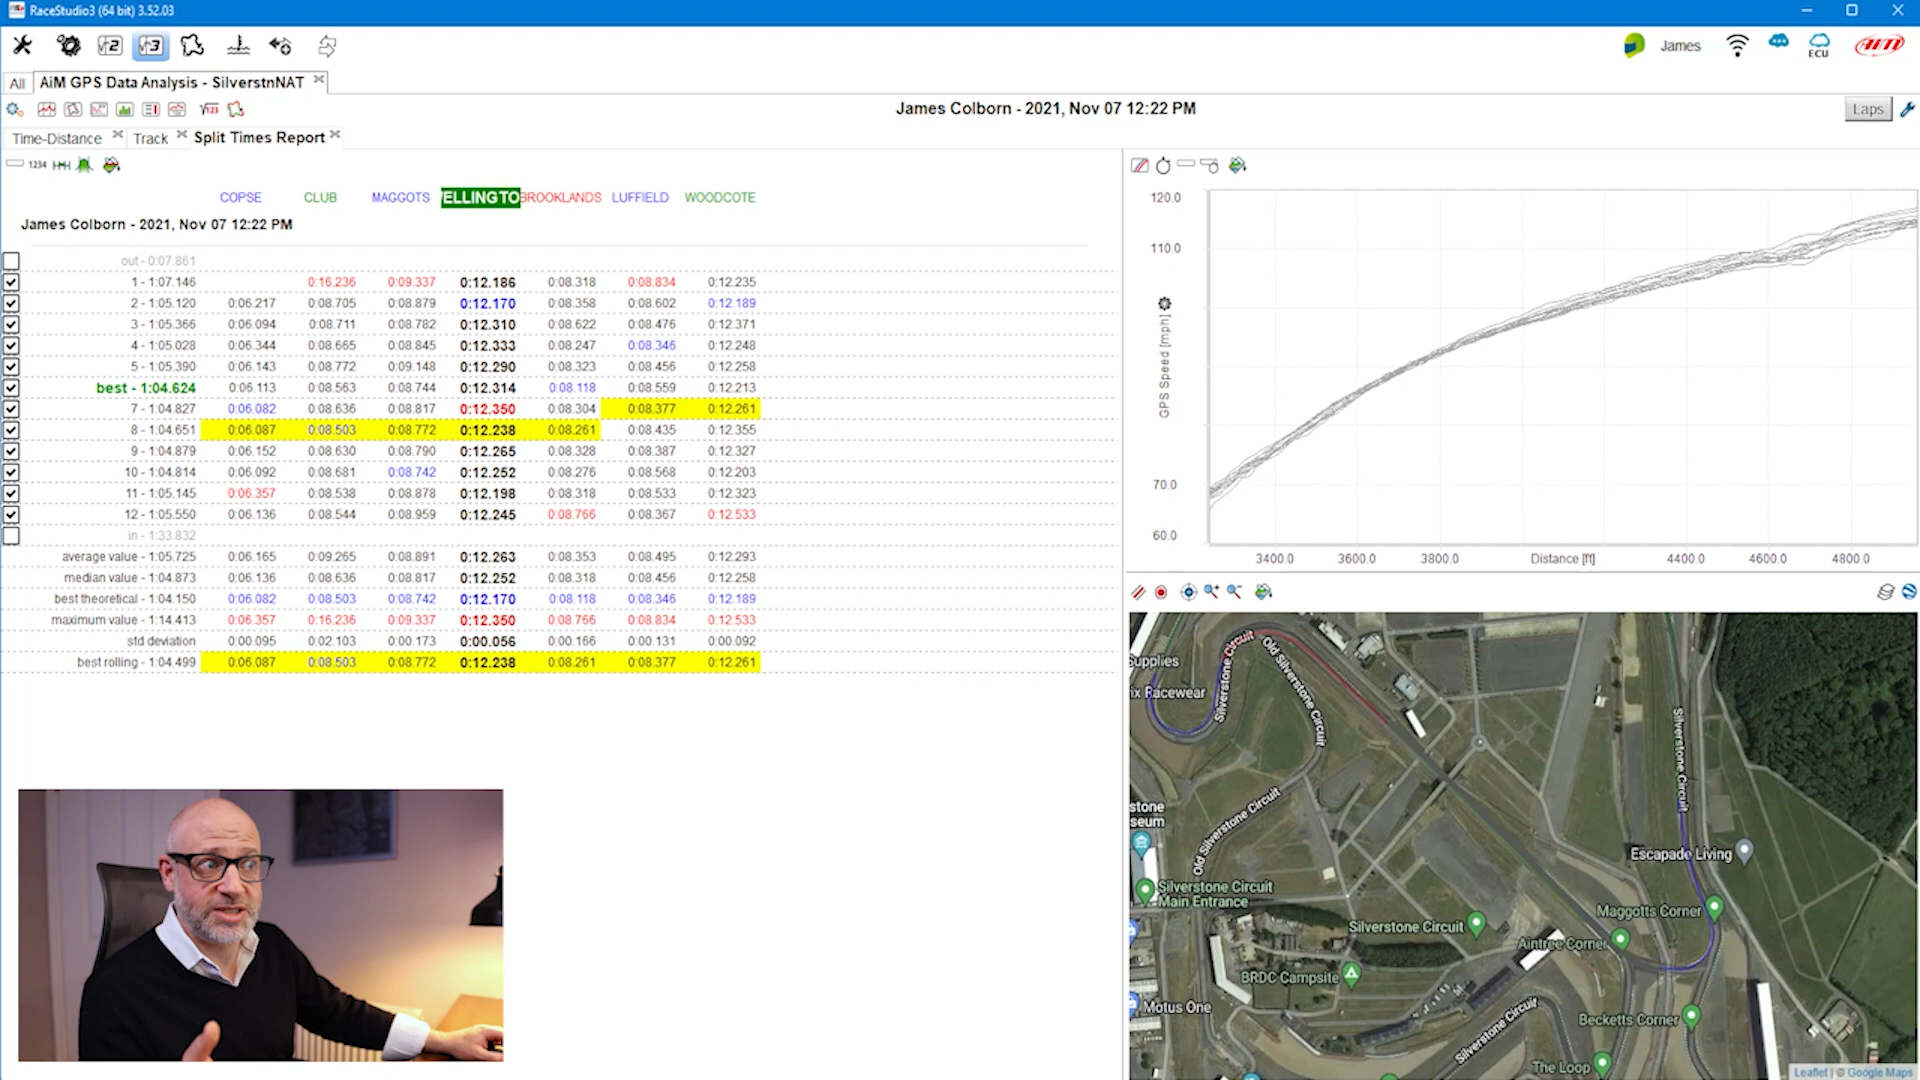 RaceStudio3 (64 bit) 3.52.03
James
ECU
AiM
All
AiM GPS Data Analysis - SilverstnNAT
James Colborn - 2021, Nov 07 12:22 PM
Laps
Time-Distance
Track
Split Times Report
1234
COPSE CLUB MAGGOTS ELLINGTO BROOKLANDS LUFFIELD WOODCOTE
James Colborn - 2021, Nov 07 12:22 PM
out - 0:07.861
1 - 1:07.146 0:16.236 0:09.337 0:12.186 0:08.318 0:08.834 0:12.235
2 - 1:05.120 0:06.217 0:08.705 0:08.879 0:12.170 0:08.358 0:08.602 0:12.189
3 - 1:05.366 0:06.094 0:08.711 0:08.782 0:12.310 0:08.622 0:08.476 0:12.371
4 - 1:05.028 0:06.344 0:08.665 0:08.845 0:12.333 0:08.247 0:08.346 0:12.248
5 - 1:05.390 0:06.143 0:08.772 0:09.148 0:12.290 0:08.323 0:08.456 0:12.258
best - 1:04.624 0:06.113 0:08.563 0:08.744 0:12.314 0:08.118 0:08.559 0:12.213
7 - 1:04.827 0:06.082 0:08.636 0:08.817 0:12.350 0:08.304 0:08.377 0:12.261
8 - 1:04.651 0:06.087 0:08.503 0:08.772 0:12.238 0:08.261 0:08.435 0:12.355
9 - 1:04.879 0:06.152 0:08.630 0:08.790 0:12.265 0:08.328 0:08.387 0:12.327
10 - 1:04.814 0:06.092 0:08.681 0:08.742 0:12.252 0:08.276 0:08.568 0:12.203
11 - 1:05.145 0:06.357 0:08.538 0:08.878 0:12.198 0:08.318 0:08.533 0:12.323
12 - 1:05.550 0:06.136 0:08.544 0:08.959 0:12.245 0:08.766 0:08.367 0:12.533
in - 1:33.832
average value - 1:05.725 0:06.165 0:09.265 0:08.891 0:12.263 0:08.353 0:08.495 0:12.293
median value - 1:04.873 0:06.136 0:08.636 0:08.817 0:12.252 0:08.318 0:08.456 0:12.258
best theoretical - 1:04.150 0:06.082 0:08.503 0:08.742 0:12.170 0:08.118 0:08.346 0:12.189
maximum value - 1:14.413 0:06.357 0:16.236 0:09.337 0:12.350 0:08.766 0:08.834 0:12.533
std deviation 0:00.095 0:02.103 0:00.173 0:00.056 0:00.166 0:00.131 0:00.092
best rolling - 1:04.499 0:06.087 0:08.503 0:08.772 0:12.238 0:08.261 0:08.377 0:12.261
120.0
110.0
GPS Speed [mph]
70.0
60.0
3400.0 3600.0 3800.0 Distance [ft] 4400.0 4600.0 4800.0
Supplies
ix Racewear
Silverstone Circuit
Old Silverstone Circuit
Silverstone Circuit
Old Silverstone Circuit
stone
seum
Escapade Living
Silverstone Circuit
Main Entrance
Maggotts Corner
Silverstone Circuit
Aintree Corner
BRDC Campsite
Motus One
Silverstone Circuit
Becketts Corner
The Loop
Leaflet | © Google Maps